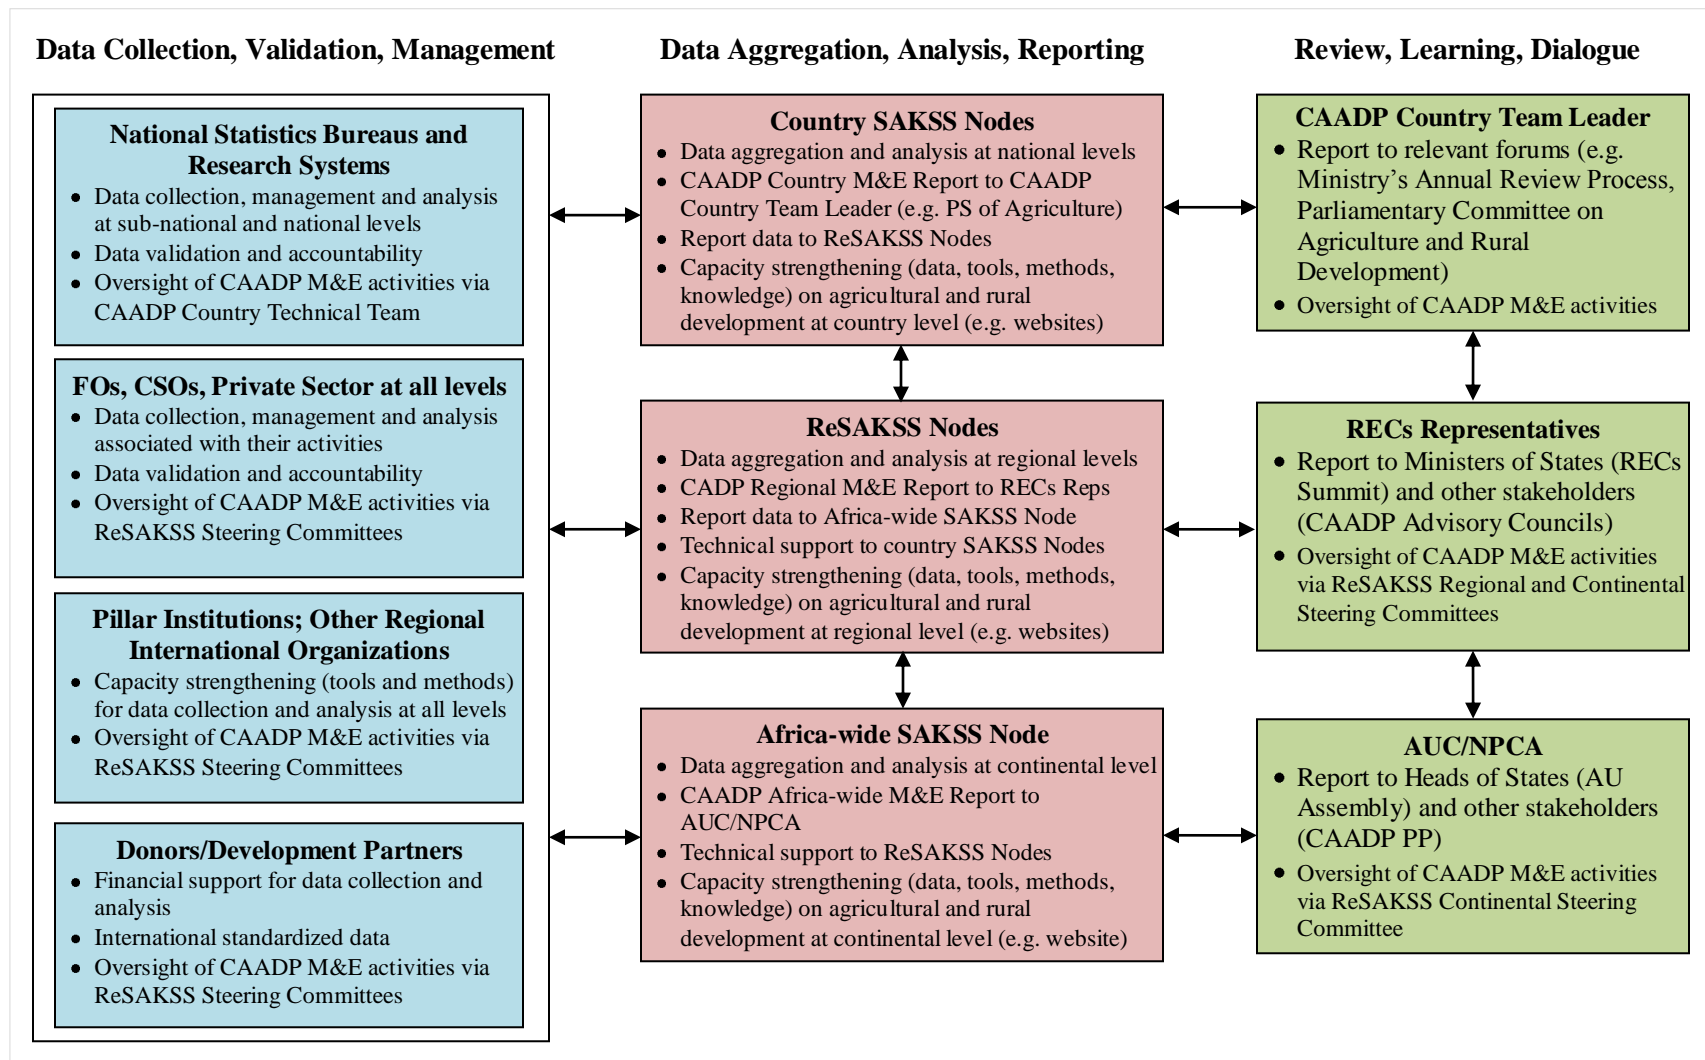 Data Collection, Validation, Management
National Statistics Bureaus and
Research Systems
• Data collection, management and analysis
at sub-national and national levels
• Data validation and accountability
• Oversight of CAADP M&E activities via
CAADP Country Technical Team
FOs, CSOs, Private Sector at all levels
• Data collection, management and analysis
associated with their activities
• Data validation and accountability
• Oversight of CAADP M&E activities via
ReSAKSS Steering Committees
Pillar Institutions; Other Regional
International Organizations
• Capacity strengthening (tools and methods)
for data collection and analysis at all levels
• Oversight of CAADP M&E activities via
ReSAKSS Steering Committees
Donors/Development Partners
• Financial support for data collection and
analysis
• International standardized data
• Oversight of CAADP M&E activities via
ReSAKSS Steering Committees
Data Aggregation, Analysis, Reporting
Country SAKSS Nodes
• Data aggregation and analysis at national levels
• CAADP Country M&E Report to CAADP
Country Team Leader (e.g. PS of Agriculture)
• Report data to ReSAKSS Nodes
• Capacity strengthening (data, tools, methods,
knowledge) on agricultural and rural
development at country level (e.g. websites)
ReSAKSS Nodes
• Data aggregation and analysis at regional levels
• CADP Regional M&E Report to RECs Reps
• Report data to Africa-wide SAKSS Node
• Technical support to country SAKSS Nodes
• Capacity strengthening (data, tools, methods,
knowledge) on agricultural and rural
development at regional level (e.g. websites)
Africa-wide SAKSS Node
• Data aggregation and analysis at continental level
• CAADP Africa-wide M&E Report to
AUC/NPCA
• Technical support to ReSAKSS Nodes
• Capacity strengthening (data, tools, methods,
knowledge) on agricultural and rural
development at continental level (e.g. website)
Review, Learning, Dialogue
CAADP Country Team Leader
• Report to relevant forums (e.g.
Ministry's Annual Review Process,
Parliamentary Committee on
Agriculture and Rural
Development)
• Oversight of CAADP M&E activities
RECs Representatives
• Report to Ministers of States (RECs
Summit) and other stakeholders
(CAADP Advisory Councils)
• Oversight of CAADP M&E activities
via ReSAKSS Regional and Continental
Steering Committees
AUC/NPCA
• Report to Heads of States (AU
Assembly) and other stakeholders
(CAADP PP)
• Oversight of CAADP M&E activities
via ReSAKSS Continental Steering
Committee